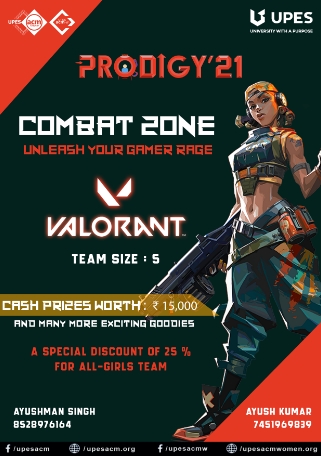 UPES acm
UPES
UNIVERSITY WITH A PURPOSE
PRODIGY'21
COMBAT ZONE
UNLEASH YOUR GAMER RAGE
VALORANT
TEAM SIZE : 5
CASH PRIZES WORTH : ₹ 15,000
AND MANY MORE EXCITING GOODIES
A SPECIAL DISCOUNT OF 25 %
FOR ALL-GIRLS TEAM
AYUSHMAN SINGH
8528976164
AYUSH KUMAR
7451969839
/upesacm
/upesacm.org
/upesacmw
/upesacmwomen.org